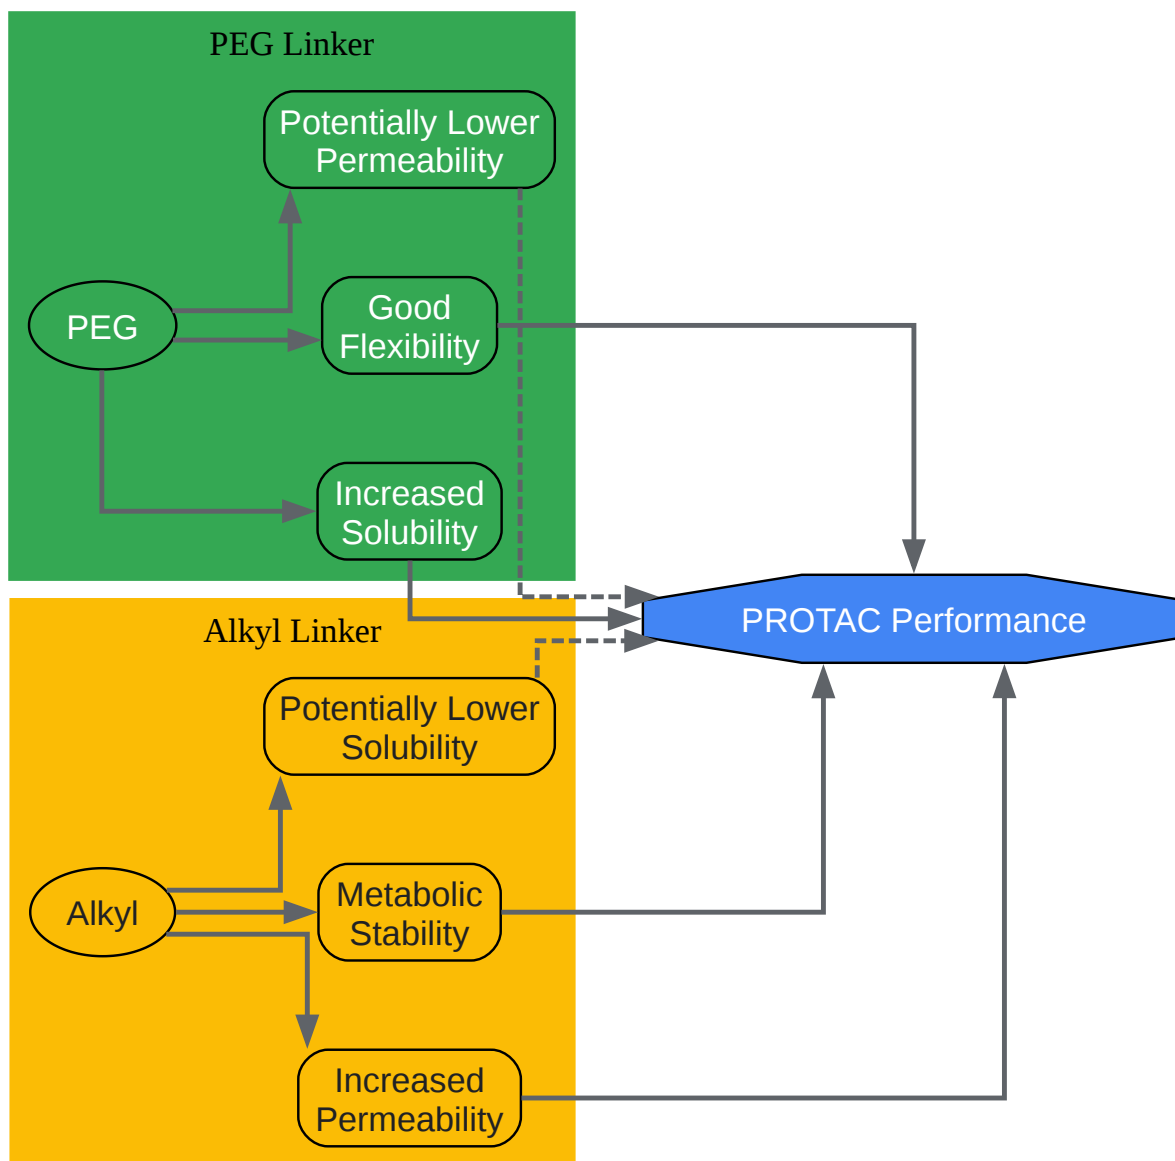 PEG Linker
Potentially Lower
Permeability
PEG
Good
Flexibility
Increased
Solubility
PROTAC Performance
Alkyl Linker
Potentially Lower
Solubility
Alkyl
Metabolic
Stability
Increased
Permeability